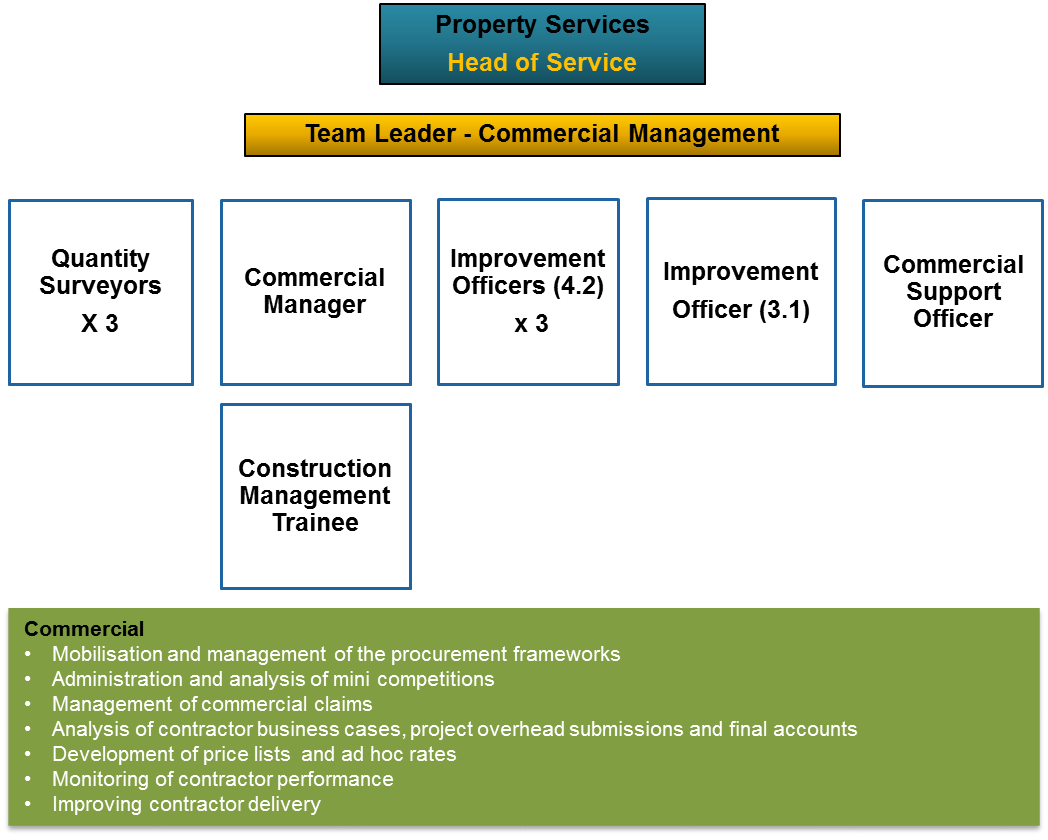 Property Services
Head of Service
Team Leader - Commercial Management
Quantity
Surveyors
X 3
Commercial
Manager
Improvement
Officers (4.2)
x 3
Improvement
Officer (3.1)
Commercial
Support
Officer
Construction
Management
Trainee
Commercial
• Mobilisation and management of the procurement frameworks
• Administration and analysis of mini competitions
• Management of commercial claims
• Analysis of contractor business cases, project overhead submissions and final accounts
• Development of price lists and ad hoc rates
• Monitoring of contractor performance
• Improving contractor delivery